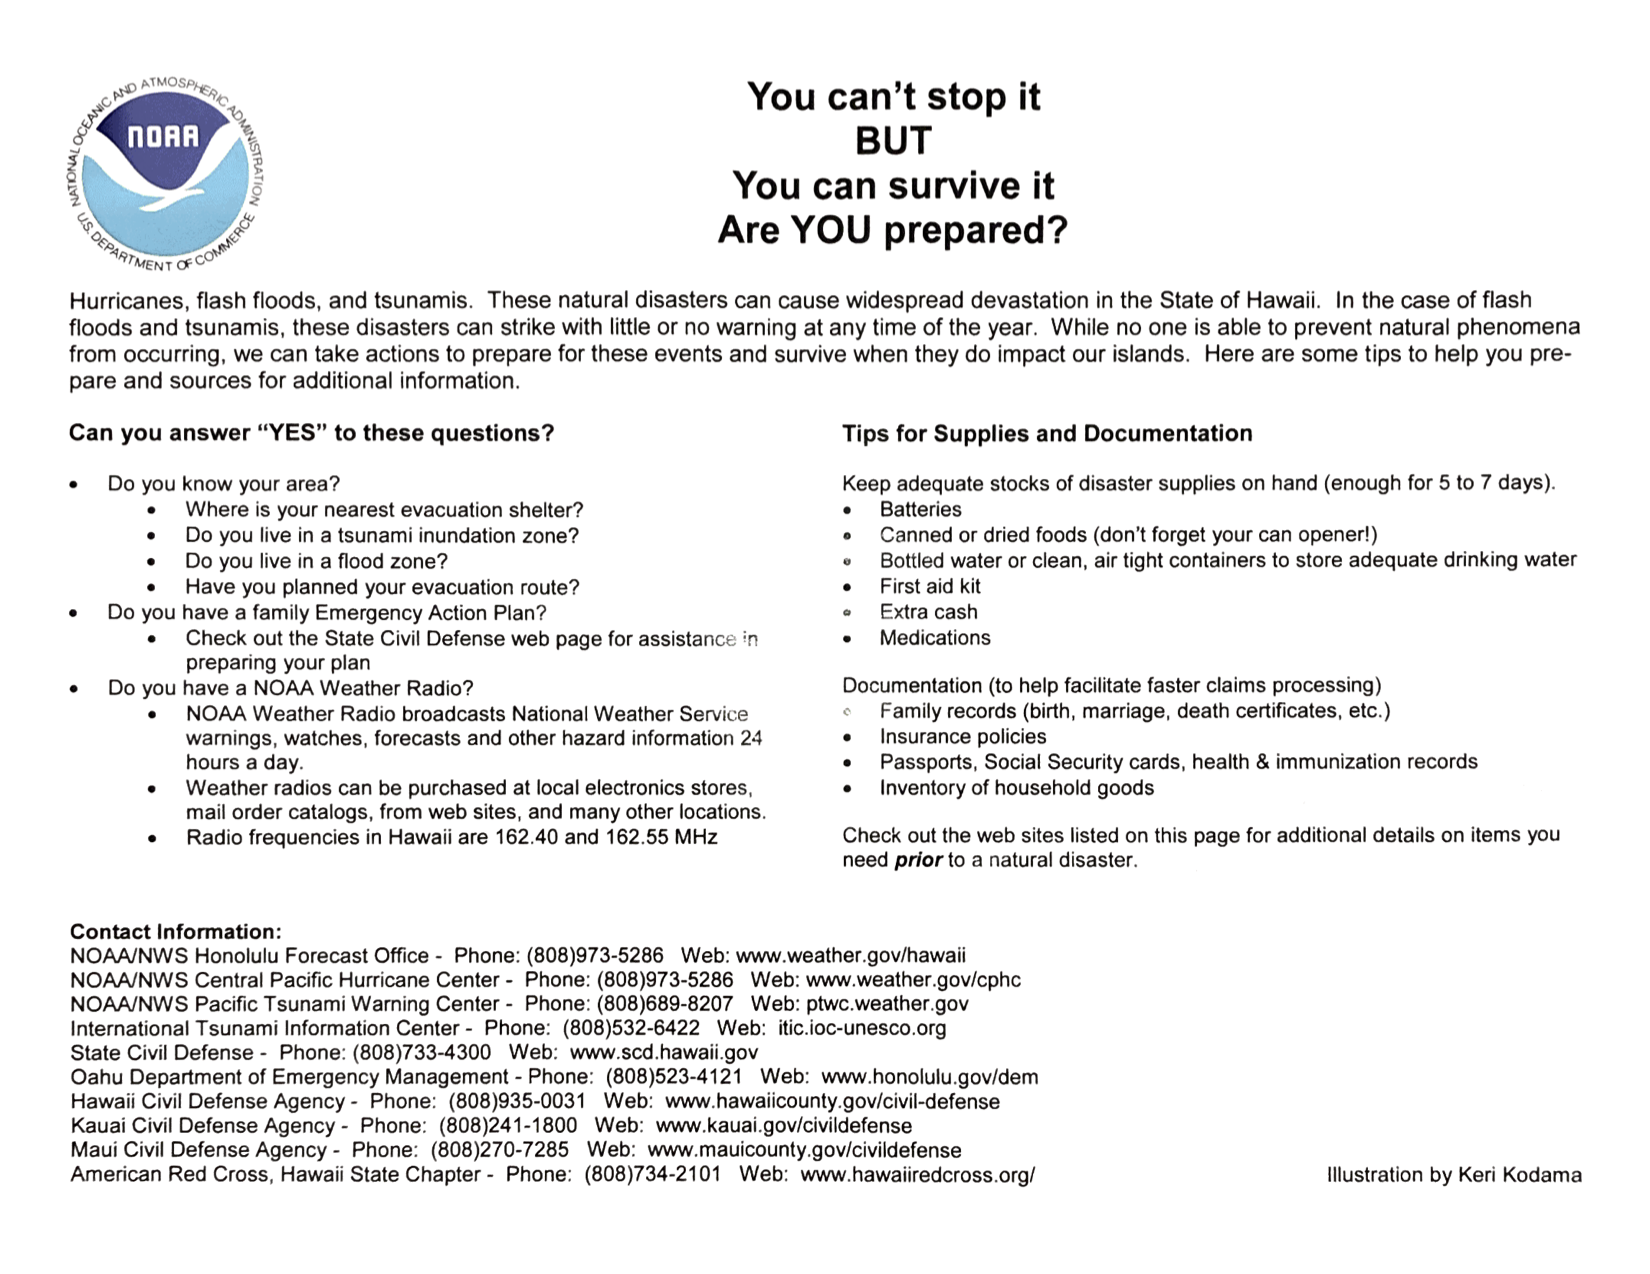 NATIONAL OCEANIC AND ATMOSPHERIC ADMINISTRATION
U.S. DEPARTMENT OF COMMERCE
NOAA
You can't stop it
BUT
You can survive it
Are YOU prepared?
Hurricanes, flash floods, and tsunamis. These natural disasters can cause widespread devastation in the State of Hawaii. In the case of flash
floods and tsunamis, these disasters can strike with little or no warning at any time of the year. While no one is able to prevent natural phenomena
from occurring, we can take actions to prepare for these events and survive when they do impact our islands. Here are some tips to help you pre-
pare and sources for additional information.
Can you answer “YES” to these questions?
• Do you know your area?
• Where is your nearest evacuation shelter?
• Do you live in a tsunami inundation zone?
• Do you live in a flood zone?
• Have you planned your evacuation route?
• Do you have a family Emergency Action Plan?
• Check out the State Civil Defense web page for assistance in
preparing your plan
• Do you have a NOAA Weather Radio?
• NOAA Weather Radio broadcasts National Weather Service
warnings, watches, forecasts and other hazard information 24
hours a day.
• Weather radios can be purchased at local electronics stores,
mail order catalogs, from web sites, and many other locations.
• Radio frequencies in Hawaii are 162.40 and 162.55 MHz
Tips for Supplies and Documentation
Keep adequate stocks of disaster supplies on hand (enough for 5 to 7 days).
• Batteries
• Canned or dried foods (don't forget your can opener!)
• Bottled water or clean, air tight containers to store adequate drinking water
• First aid kit
• Extra cash
• Medications
Documentation (to help facilitate faster claims processing)
• Family records (birth, marriage, death certificates, etc.)
• Insurance policies
• Passports, Social Security cards, health & immunization records
• Inventory of household goods
Check out the web sites listed on this page for additional details on items you
need prior to a natural disaster.
Contact Information:
NOAA/NWS Honolulu Forecast Office - Phone: (808)973-5286 Web: www.weather.gov/hawaii
NOAA/NWS Central Pacific Hurricane Center - Phone: (808)973-5286 Web: www.weather.gov/cphc
NOAA/NWS Pacific Tsunami Warning Center - Phone: (808)689-8207 Web: ptwc.weather.gov
International Tsunami Information Center - Phone: (808)532-6422 Web: itic.ioc-unesco.org
State Civil Defense - Phone: (808)733-4300 Web: www.scd.hawaii.gov
Oahu Department of Emergency Management - Phone: (808)523-4121 Web: www.honolulu.gov/dem
Hawaii Civil Defense Agency - Phone: (808)935-0031 Web: www.hawaiicounty.gov/civil-defense
Kauai Civil Defense Agency - Phone: (808)241-1800 Web: www.kauai.gov/civildefense
Maui Civil Defense Agency - Phone: (808)270-7285 Web: www.mauicounty.gov/civildefense
American Red Cross, Hawaii State Chapter - Phone: (808)734-2101 Web: www.hawaiiredcross.org/
Illustration by Keri Kodama